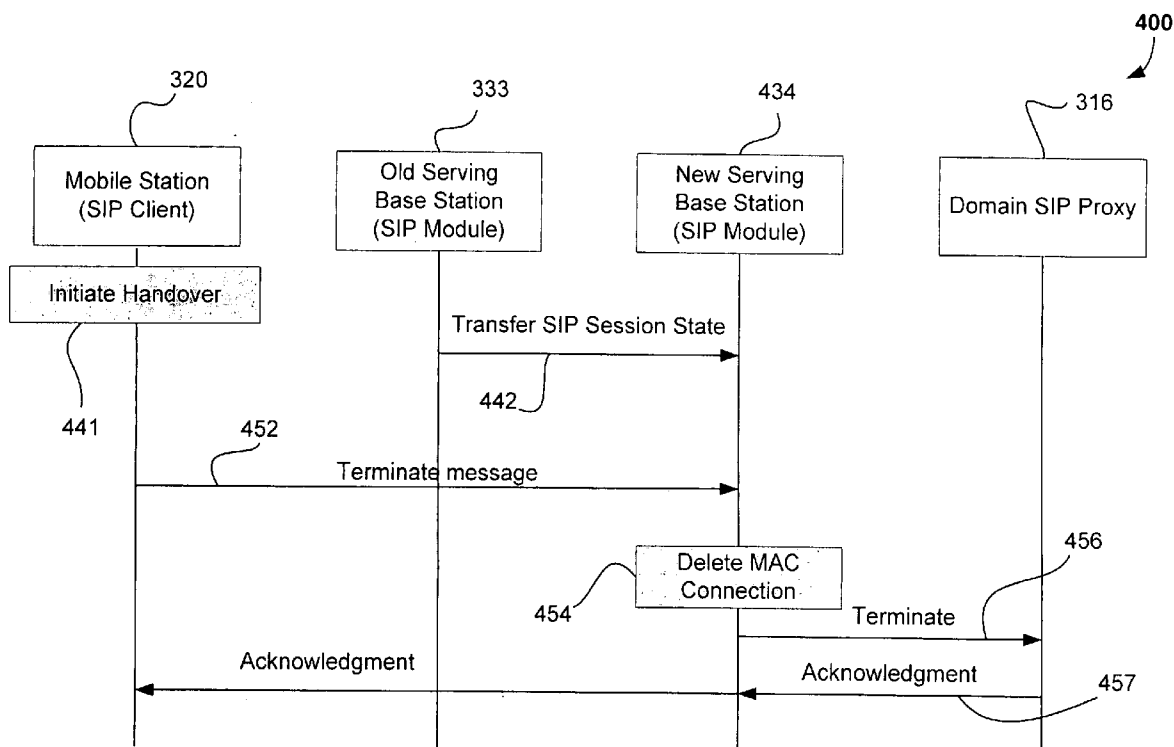 400
320
333
434
316
Mobile Station
(SIP Client)
Old Serving
Base Station
(SIP Module)
New Serving
Base Station
(SIP Module)
Domain SIP Proxy
Initiate Handover
Transfer SIP Session State
442
441
452
Terminate message
Delete MAC
Connection
456
454
Terminate
Acknowledgment
Acknowledgment
457